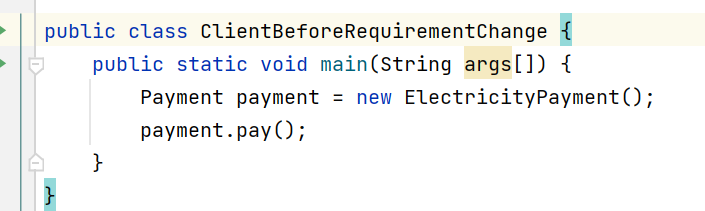 public class ClientBeforeRequirementChange {
    public static void main(String args[]) {
        Payment payment = new ElectricityPayment();
        payment.pay();
    }
}